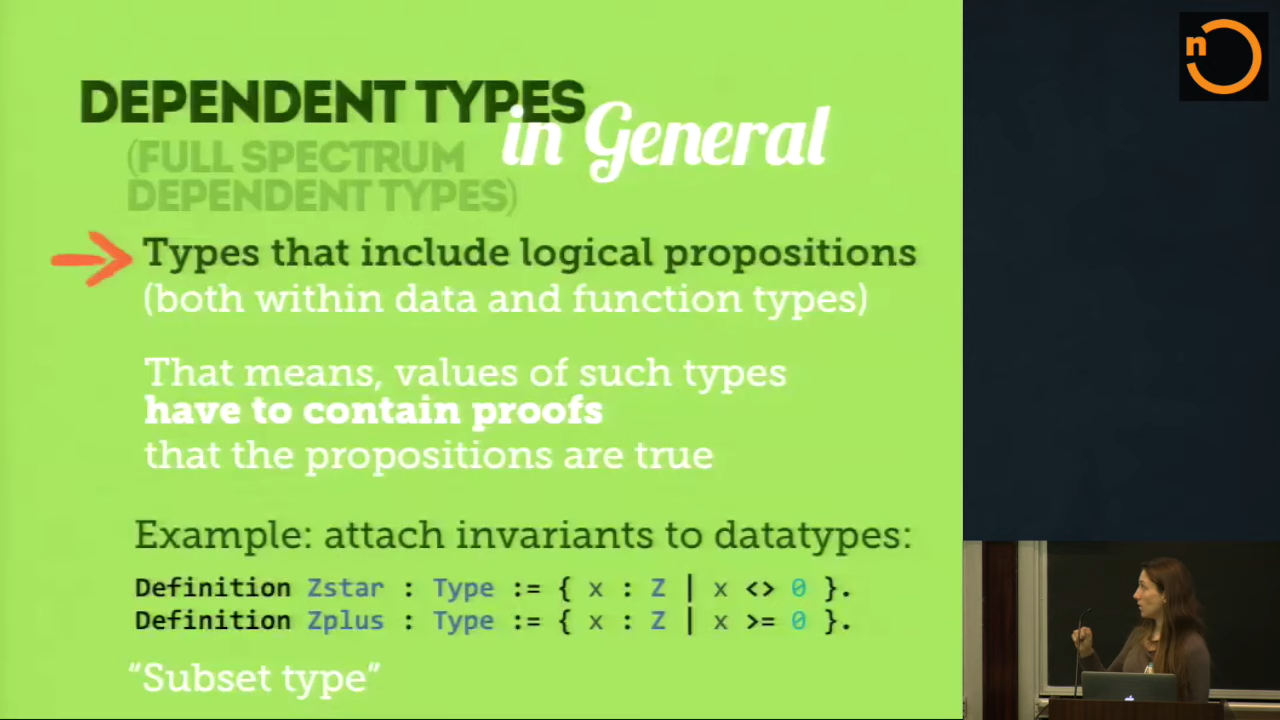 n
DEPENDENT TYPES
in General
(FULL SPECTRUM
DEPENDENT TYPES)
Types that include logical propositions
(both within data and function types)
That means, values of such types
have to contain proofs
that the propositions are true
Example: attach invariants to datatypes:
Definition Zstar : Type := { x : Z | x <> 0 }.
Definition Zplus : Type := { x : Z | x >= 0 }.
“Subset type”